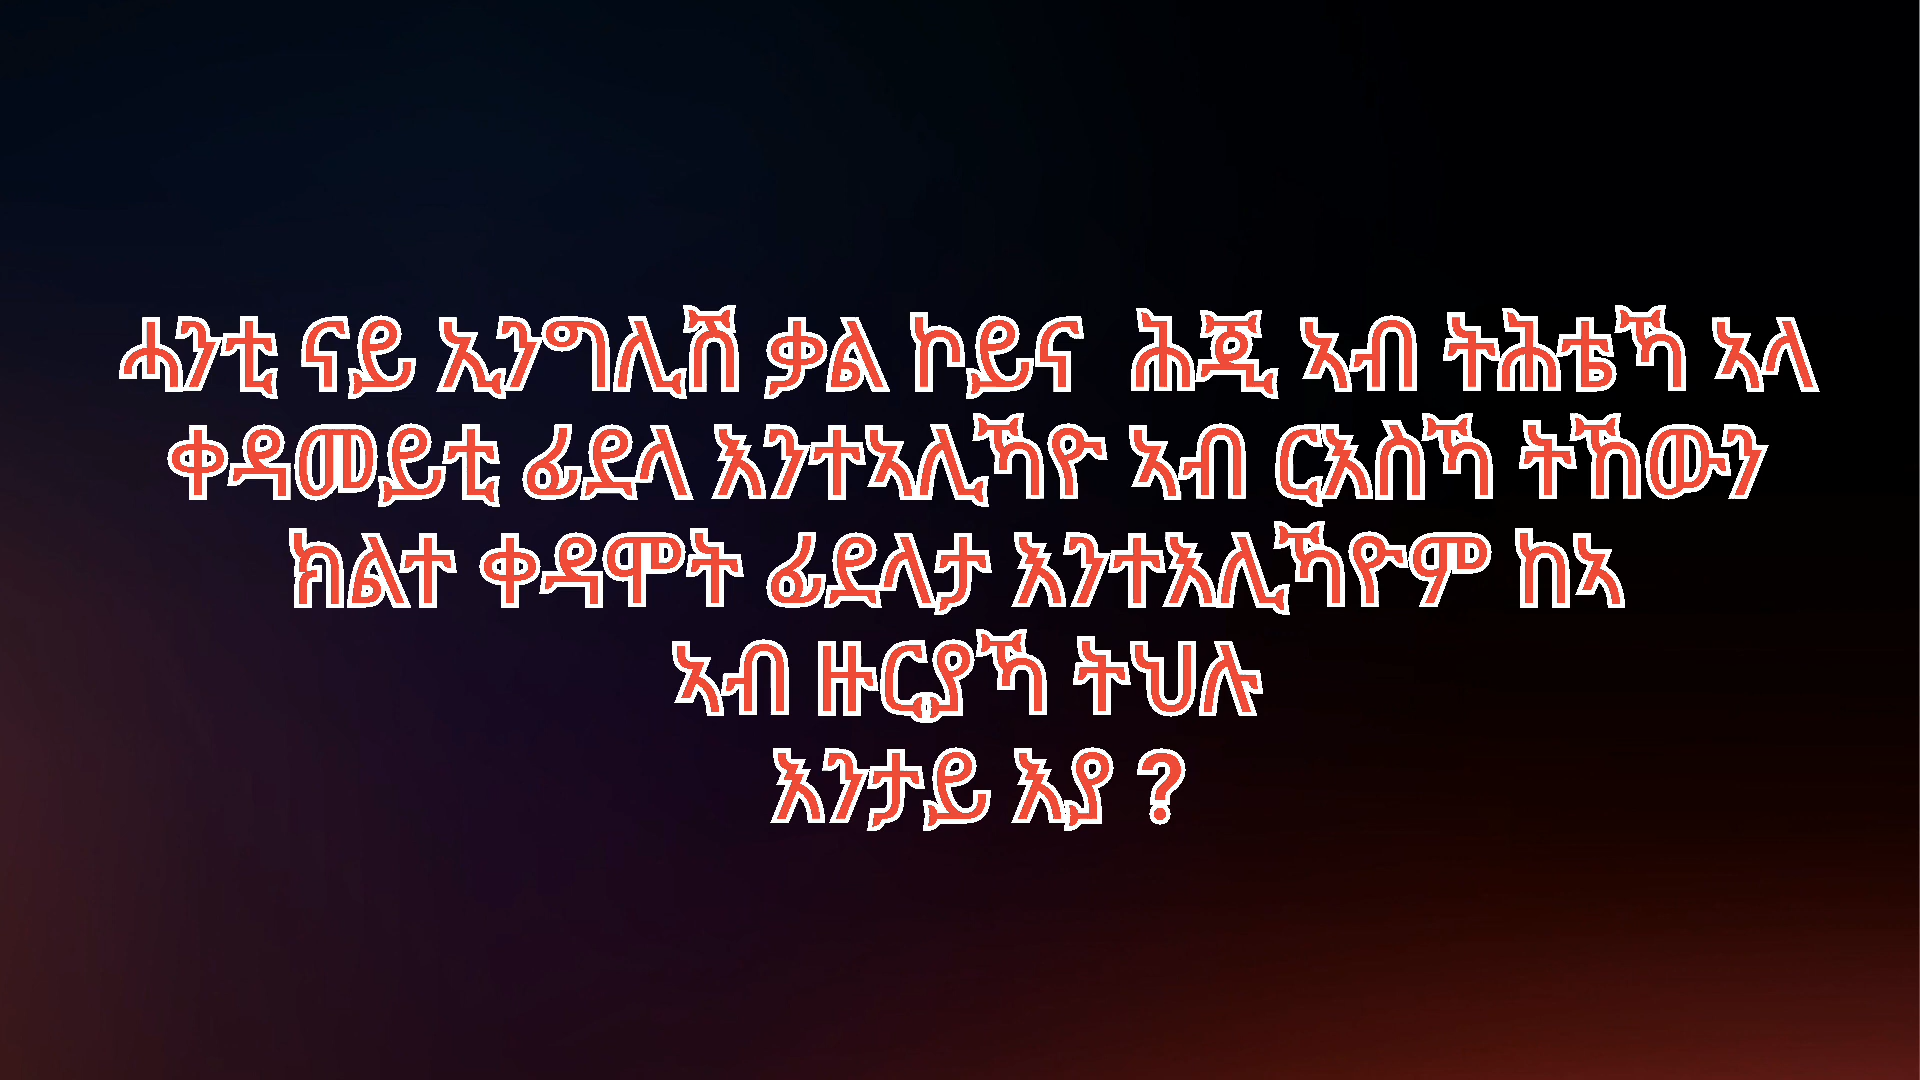 ሓንቲ ናይ ኢንግሊሽ ቃል ኮይና ሕጂ ኣብ ትሕቴኻ ኣላ
ቀዳመይቲ ፊደላ እንተኣሊኻዮ ኣብ ርእስኻ ትኸውን
ክልተ ቀዳሞት ፊደላታ እንተእሊኻዮም ከኣ
ኣብ ዙርያኻ ትህሉ
እንታይ እያ ?